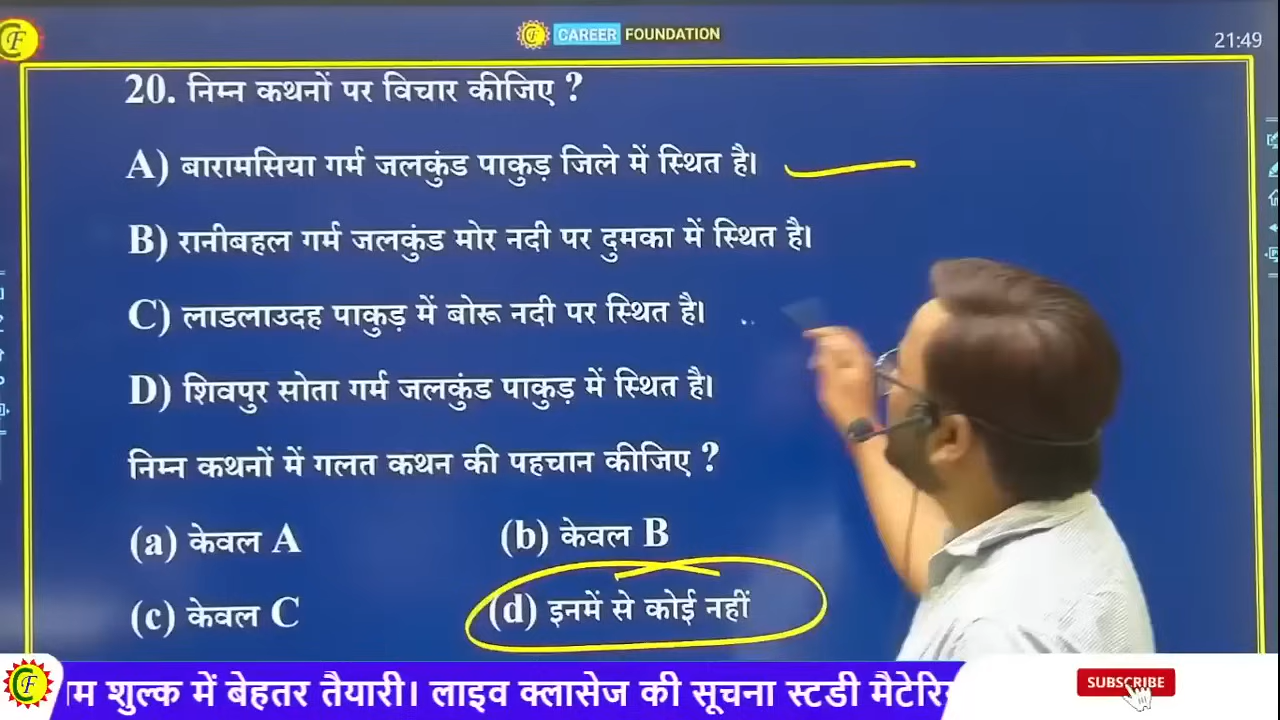 CAREER FOUNDATION
21:49
20. निम्न कथनों पर विचार कीजिए ?
A) बारामसिया गर्म जलकुंड पाकुड़ जिले में स्थित है।
B) रानीबहल गर्म जलकुंड मोर नदी पर दुमका में स्थित है।
C) लाडलाउदह पाकुड़ में बोरू नदी पर स्थित है।
D) शिवपुर सोता गर्म जलकुंड पाकुड़ में स्थित है।
निम्न कथनों में गलत कथन की पहचान कीजिए ?
(a) केवल A (b) केवल B
(c) केवल C (d) इनमें से कोई नहीं
शुल्क में बेहतर तैयारी। लाइव क्लासेज की सूचना स्टडी
SUBSCRIBE